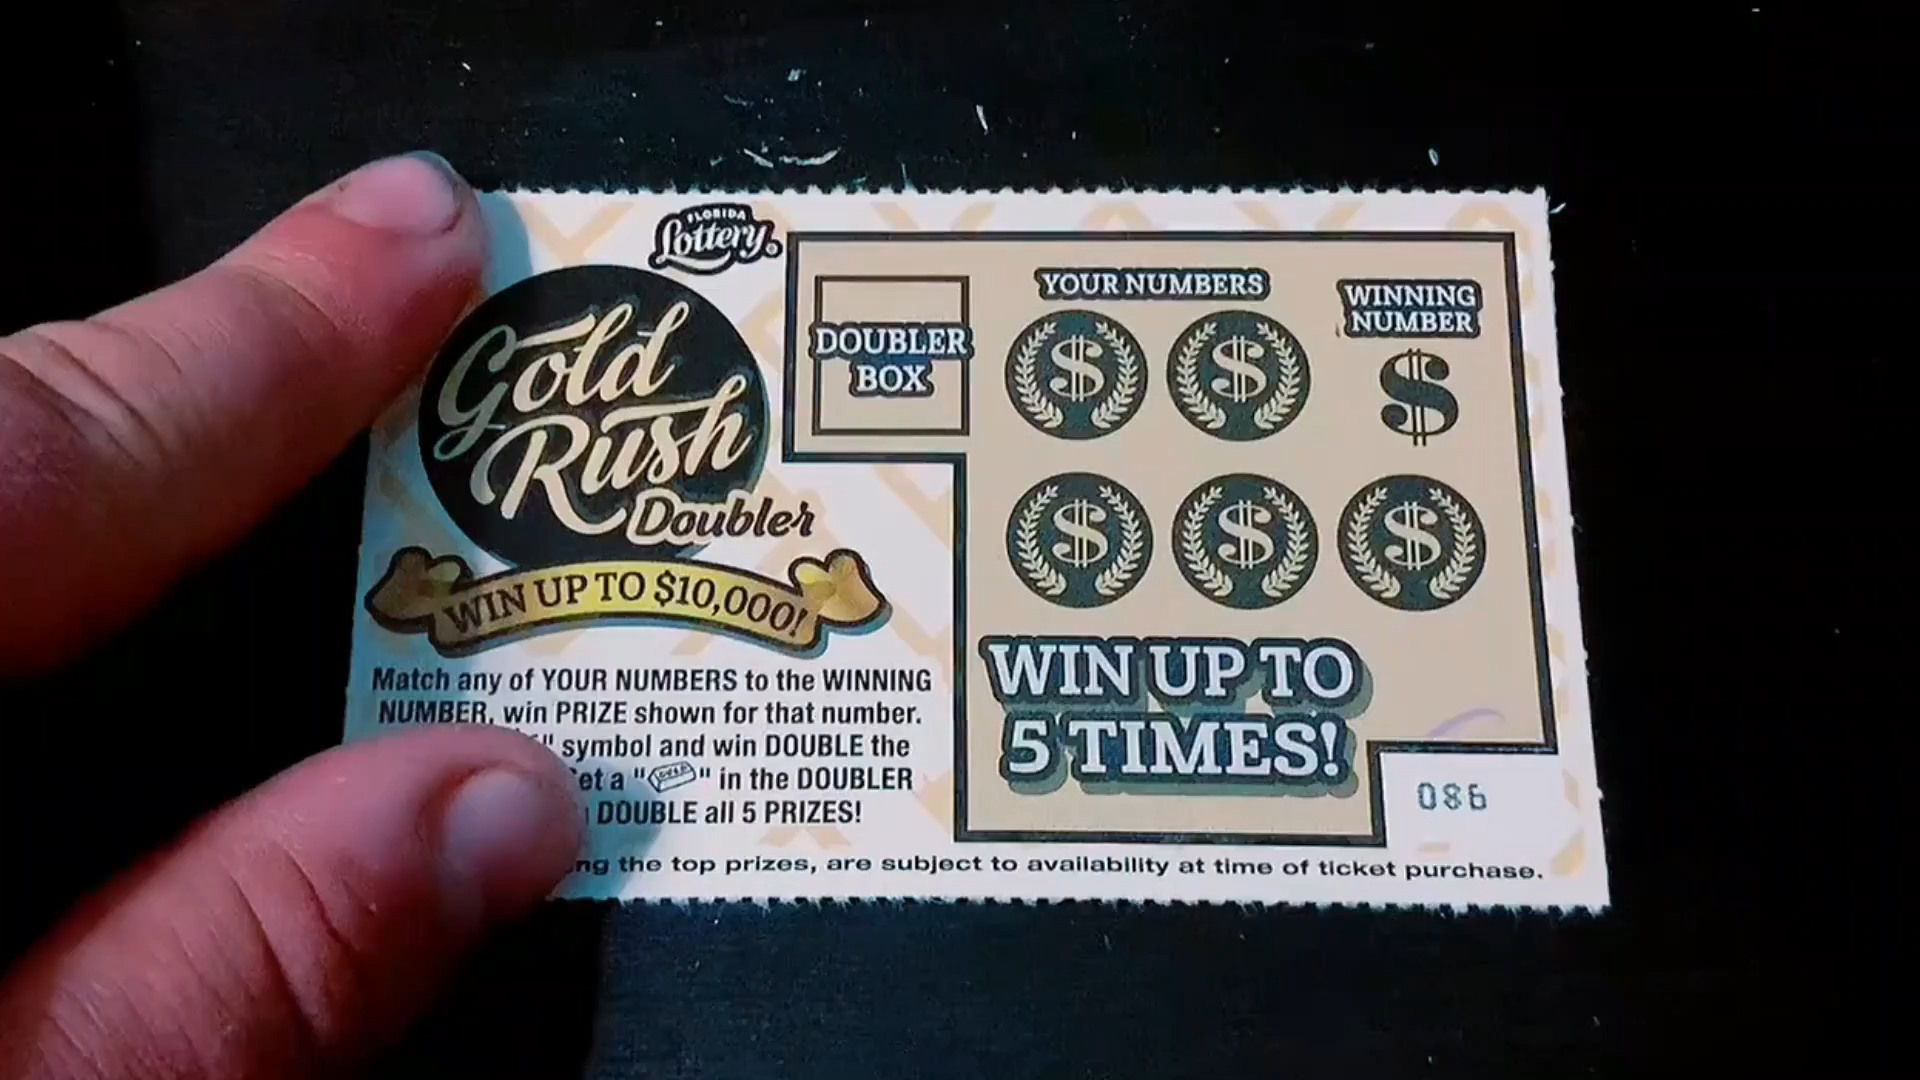 FLORIDA
Lottery
Gold
Rush
Doubler
WIN UP TO $10,000!
Match any of YOUR NUMBERS to the WINNING
NUMBER, win PRIZE shown for that number.
" symbol and win DOUBLE the
et a "GOLD" in the DOUBLER
DOUBLE all 5 PRIZES!
ng the top prizes, are subject to availability at time of ticket purchase.
DOUBLER
BOX
YOUR NUMBERS
WINNING
NUMBER
$ $ $
$ $ $
WIN UP TO
5 TIMES!
086